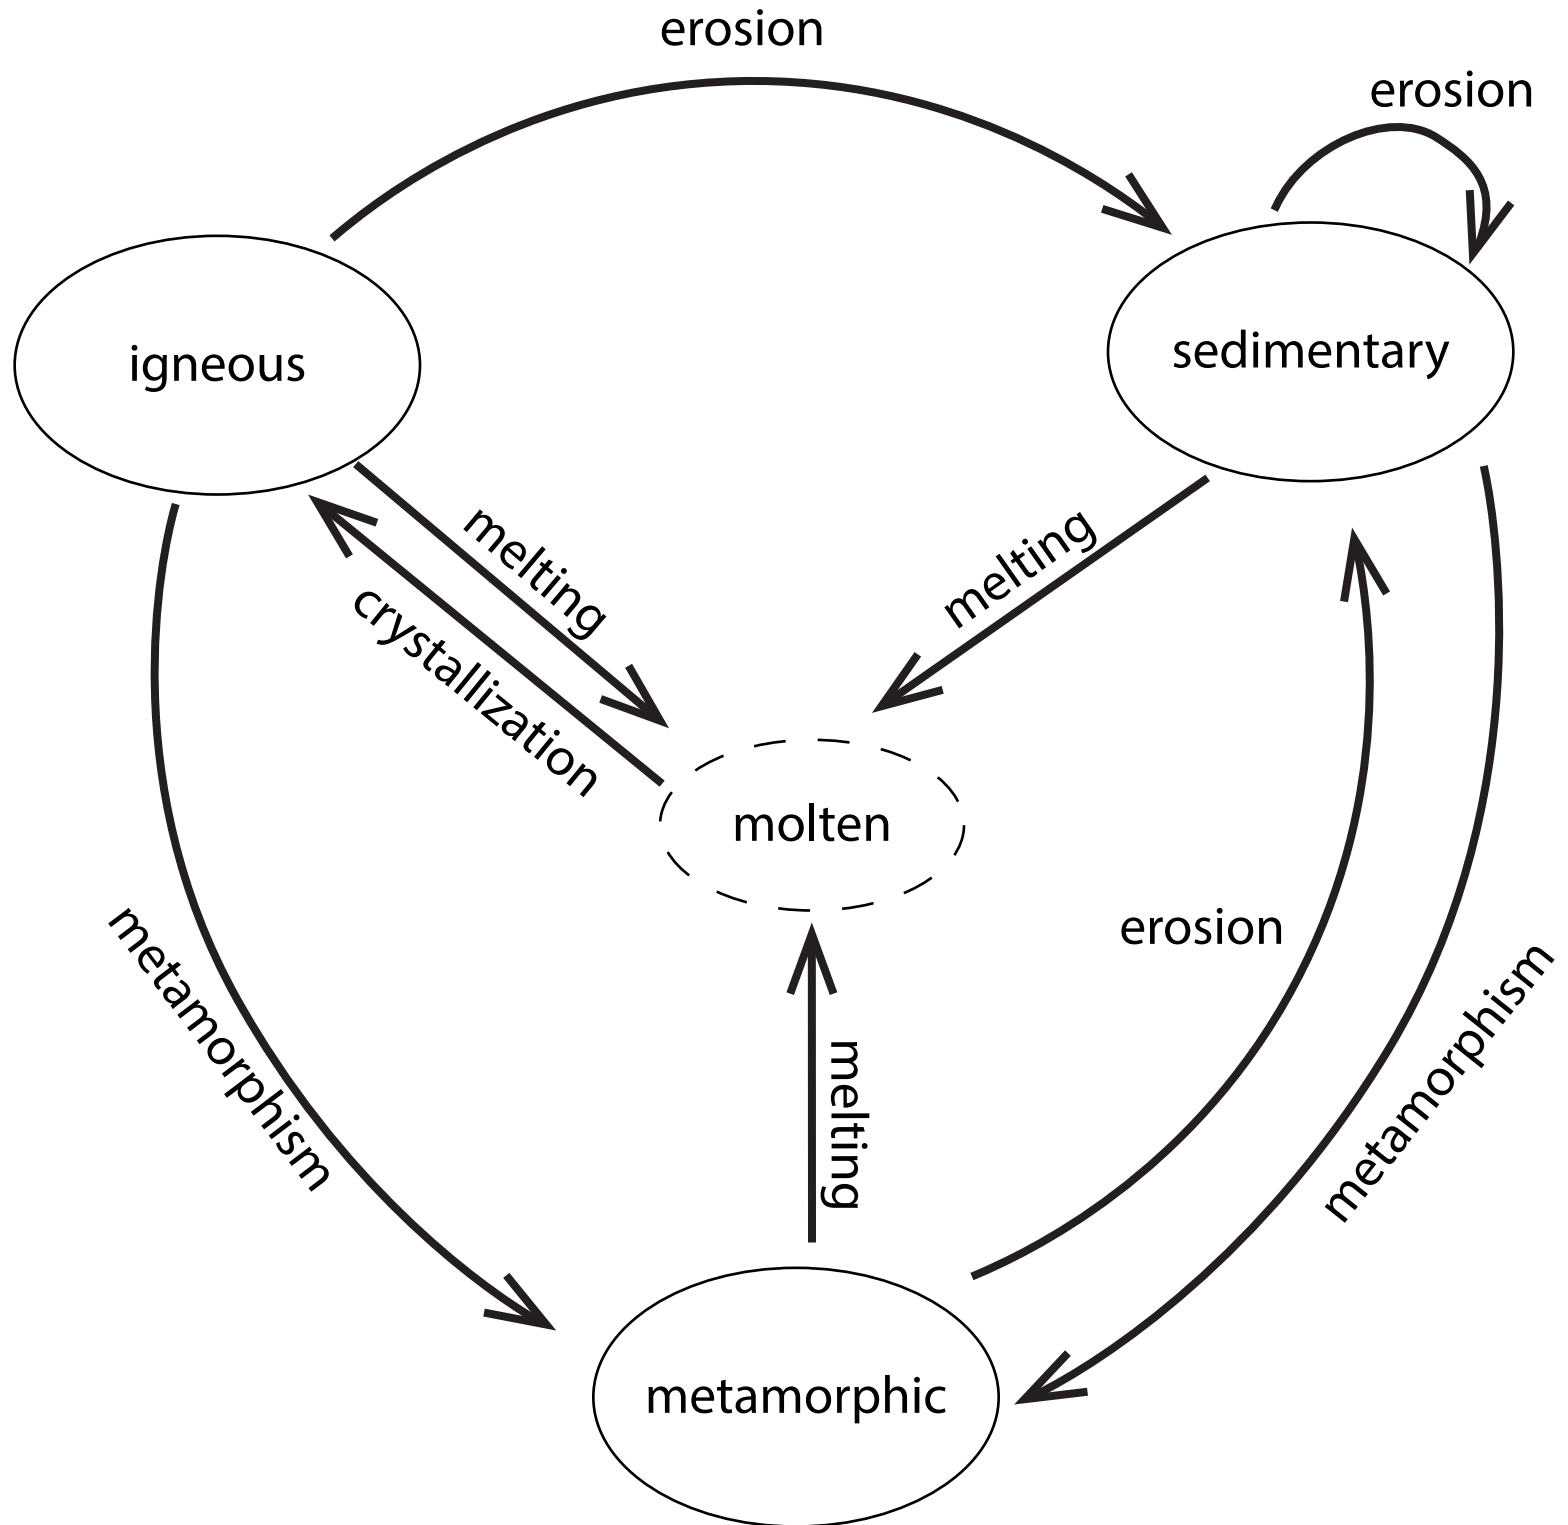 erosion
erosion
igneous
sedimentary
melting
crystallization
melting
molten
metamorphism
erosion
metamorphism
melting
metamorphic